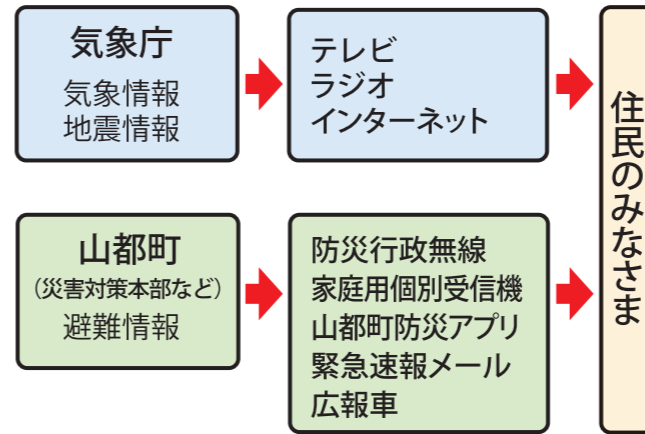 気象庁
気象情報
地震情報
テレビ
ラジオ
インターネット
山都町
（災害対策本部など）
避難情報
防災行政無線
家庭用個別受信機
山都町防災アプリ
緊急速報メール
広報車
住民のみなさま